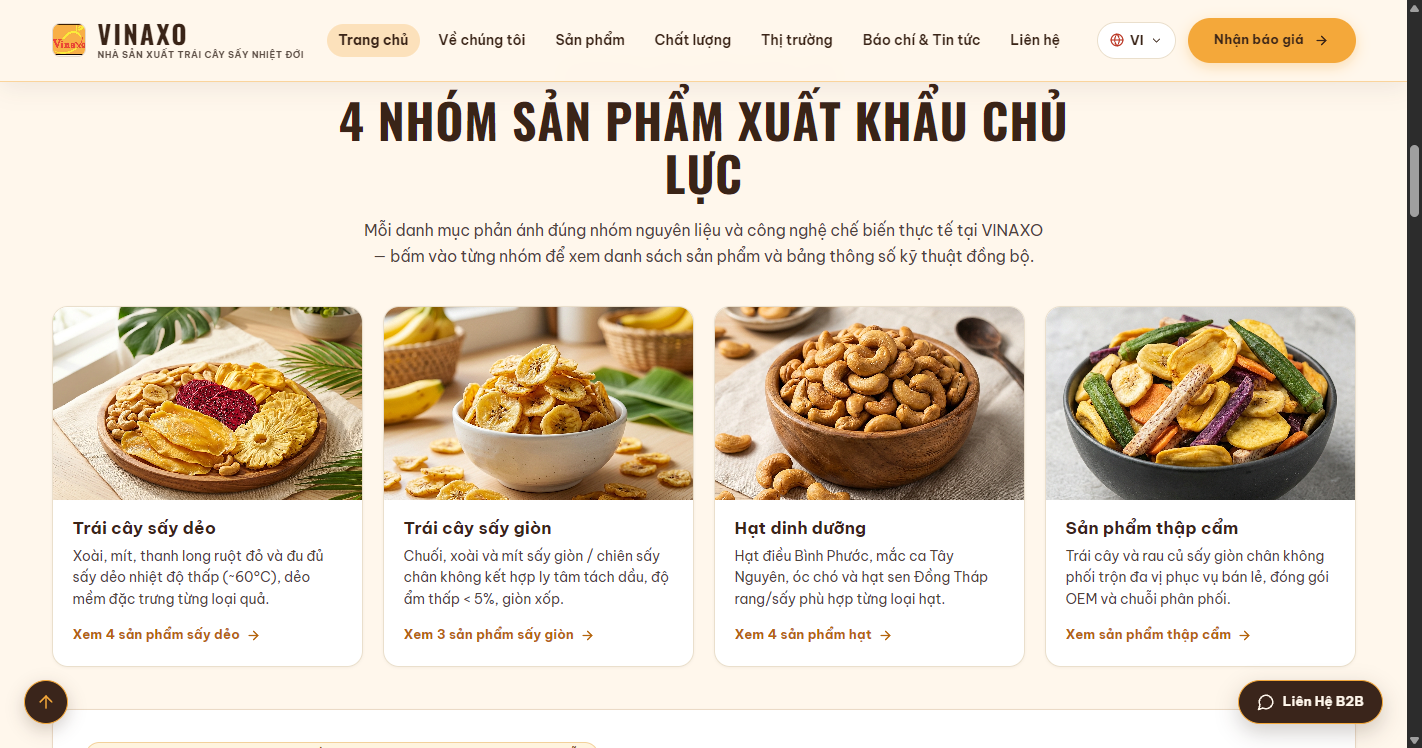 Vinaxo
VINAXO
NHÀ SẢN XUẤT TRÁI CÂY SẤY NHIỆT ĐỚI
Trang chủ
Về chúng tôi
Sản phẩm
Chất lượng
Thị trường
Báo chí & Tin tức
Liên hệ
VI
Nhận báo giá →
4 NHÓM SẢN PHẨM XUẤT KHẨU CHỦ
LỰC
Mỗi danh mục phản ánh đúng nhóm nguyên liệu và công nghệ chế biến thực tế tại VINAXO
— bấm vào từng nhóm để xem danh sách sản phẩm và bảng thông số kỹ thuật đồng bộ.
Trái cây sấy dẻo
Xoài, mít, thanh long ruột đỏ và đu đủ
sấy dẻo nhiệt độ thấp (~60°C), dẻo
mềm đặc trưng từng loại quả.
Xem 4 sản phẩm sấy dẻo →
Trái cây sấy giòn
Chuối, xoài và mít sấy giòn / chiên sấy
chân không kết hợp ly tâm tách dầu, độ
ẩm thấp < 5%, giòn xốp.
Xem 3 sản phẩm sấy giòn →
Hạt dinh dưỡng
Hạt điều Bình Phước, mắc ca Tây
Nguyên, óc chó và hạt sen Đồng Tháp
rang/sấy phù hợp từng loại hạt.
Xem 4 sản phẩm hạt →
Sản phẩm thập cẩm
Trái cây và rau củ sấy giòn chân không
phối trộn đa vị phục vụ bán lẻ, đóng gói
OEM và chuỗi phân phối.
Xem sản phẩm thập cẩm →
Liên Hệ B2B